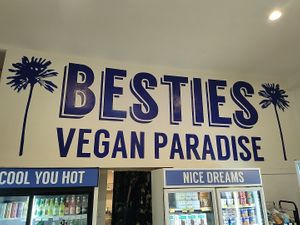 BESTIES
VEGAN PARADISE
COOL YOU HOT
NICE DREAMS